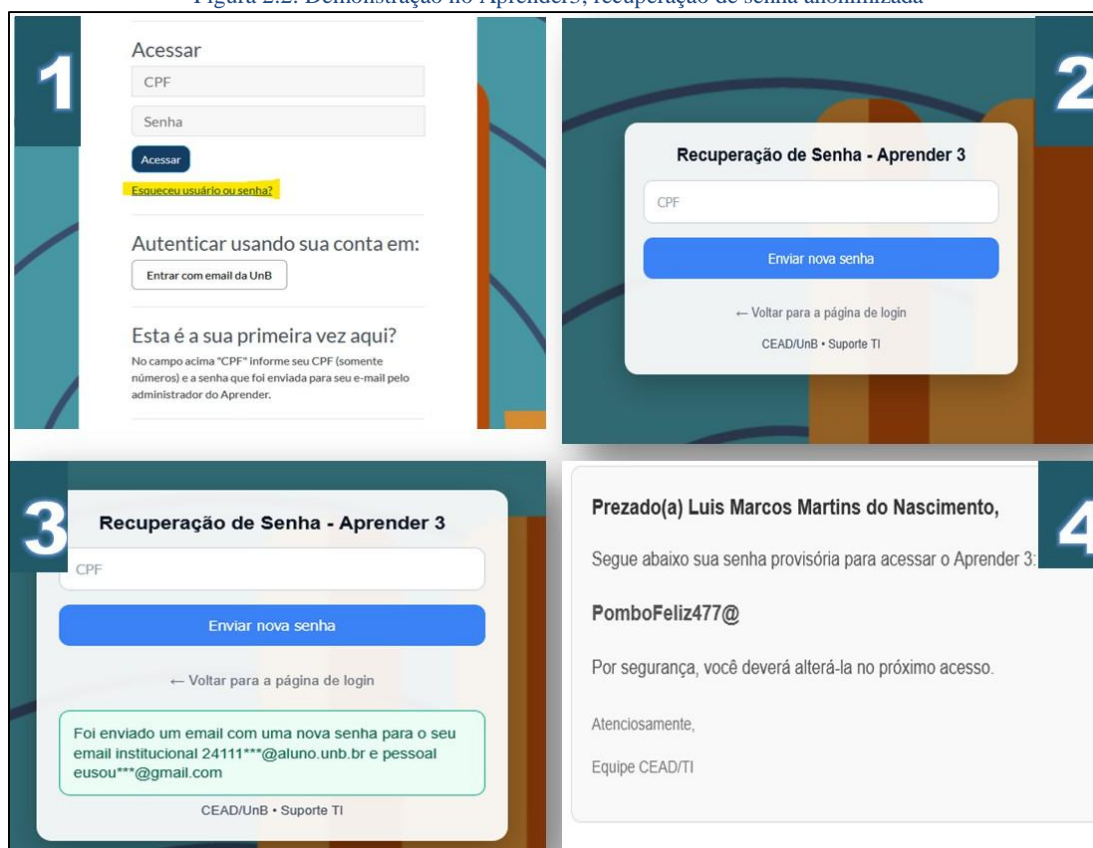 Figura 2.2: Demonstração no Aprender3, recuperação de senha anonimizada
1
Acessar
CPF
Senha
Acessar
Esqueceu usuário ou senha?
Autenticar usando sua conta em:
Entrar com email da UnB
Esta é a sua primeira vez aqui?
No campo acima "CPF" informe seu CPF (somente
números) e a senha que foi enviada para seu e-mail pelo
administrador do Aprender.
2
Recuperação de Senha - Aprender 3
CPF
Enviar nova senha
← Voltar para a página de login
CEAD/UnB • Suporte TI
3
Recuperação de Senha - Aprender 3
CPF
Enviar nova senha
← Voltar para a página de login
Foi enviado um email com uma nova senha para o seu
email institucional 24111***@aluno.unb.br e pessoal
eusou***@gmail.com
CEAD/UnB • Suporte TI
4
Prezado(a) Luis Marcos Martins do Nascimento,
Segue abaixo sua senha provisória para acessar o Aprender 3:
PomboFeliz477@
Por segurança, você deverá alterá-la no próximo acesso.
Atenciosamente,
Equipe CEAD/TI